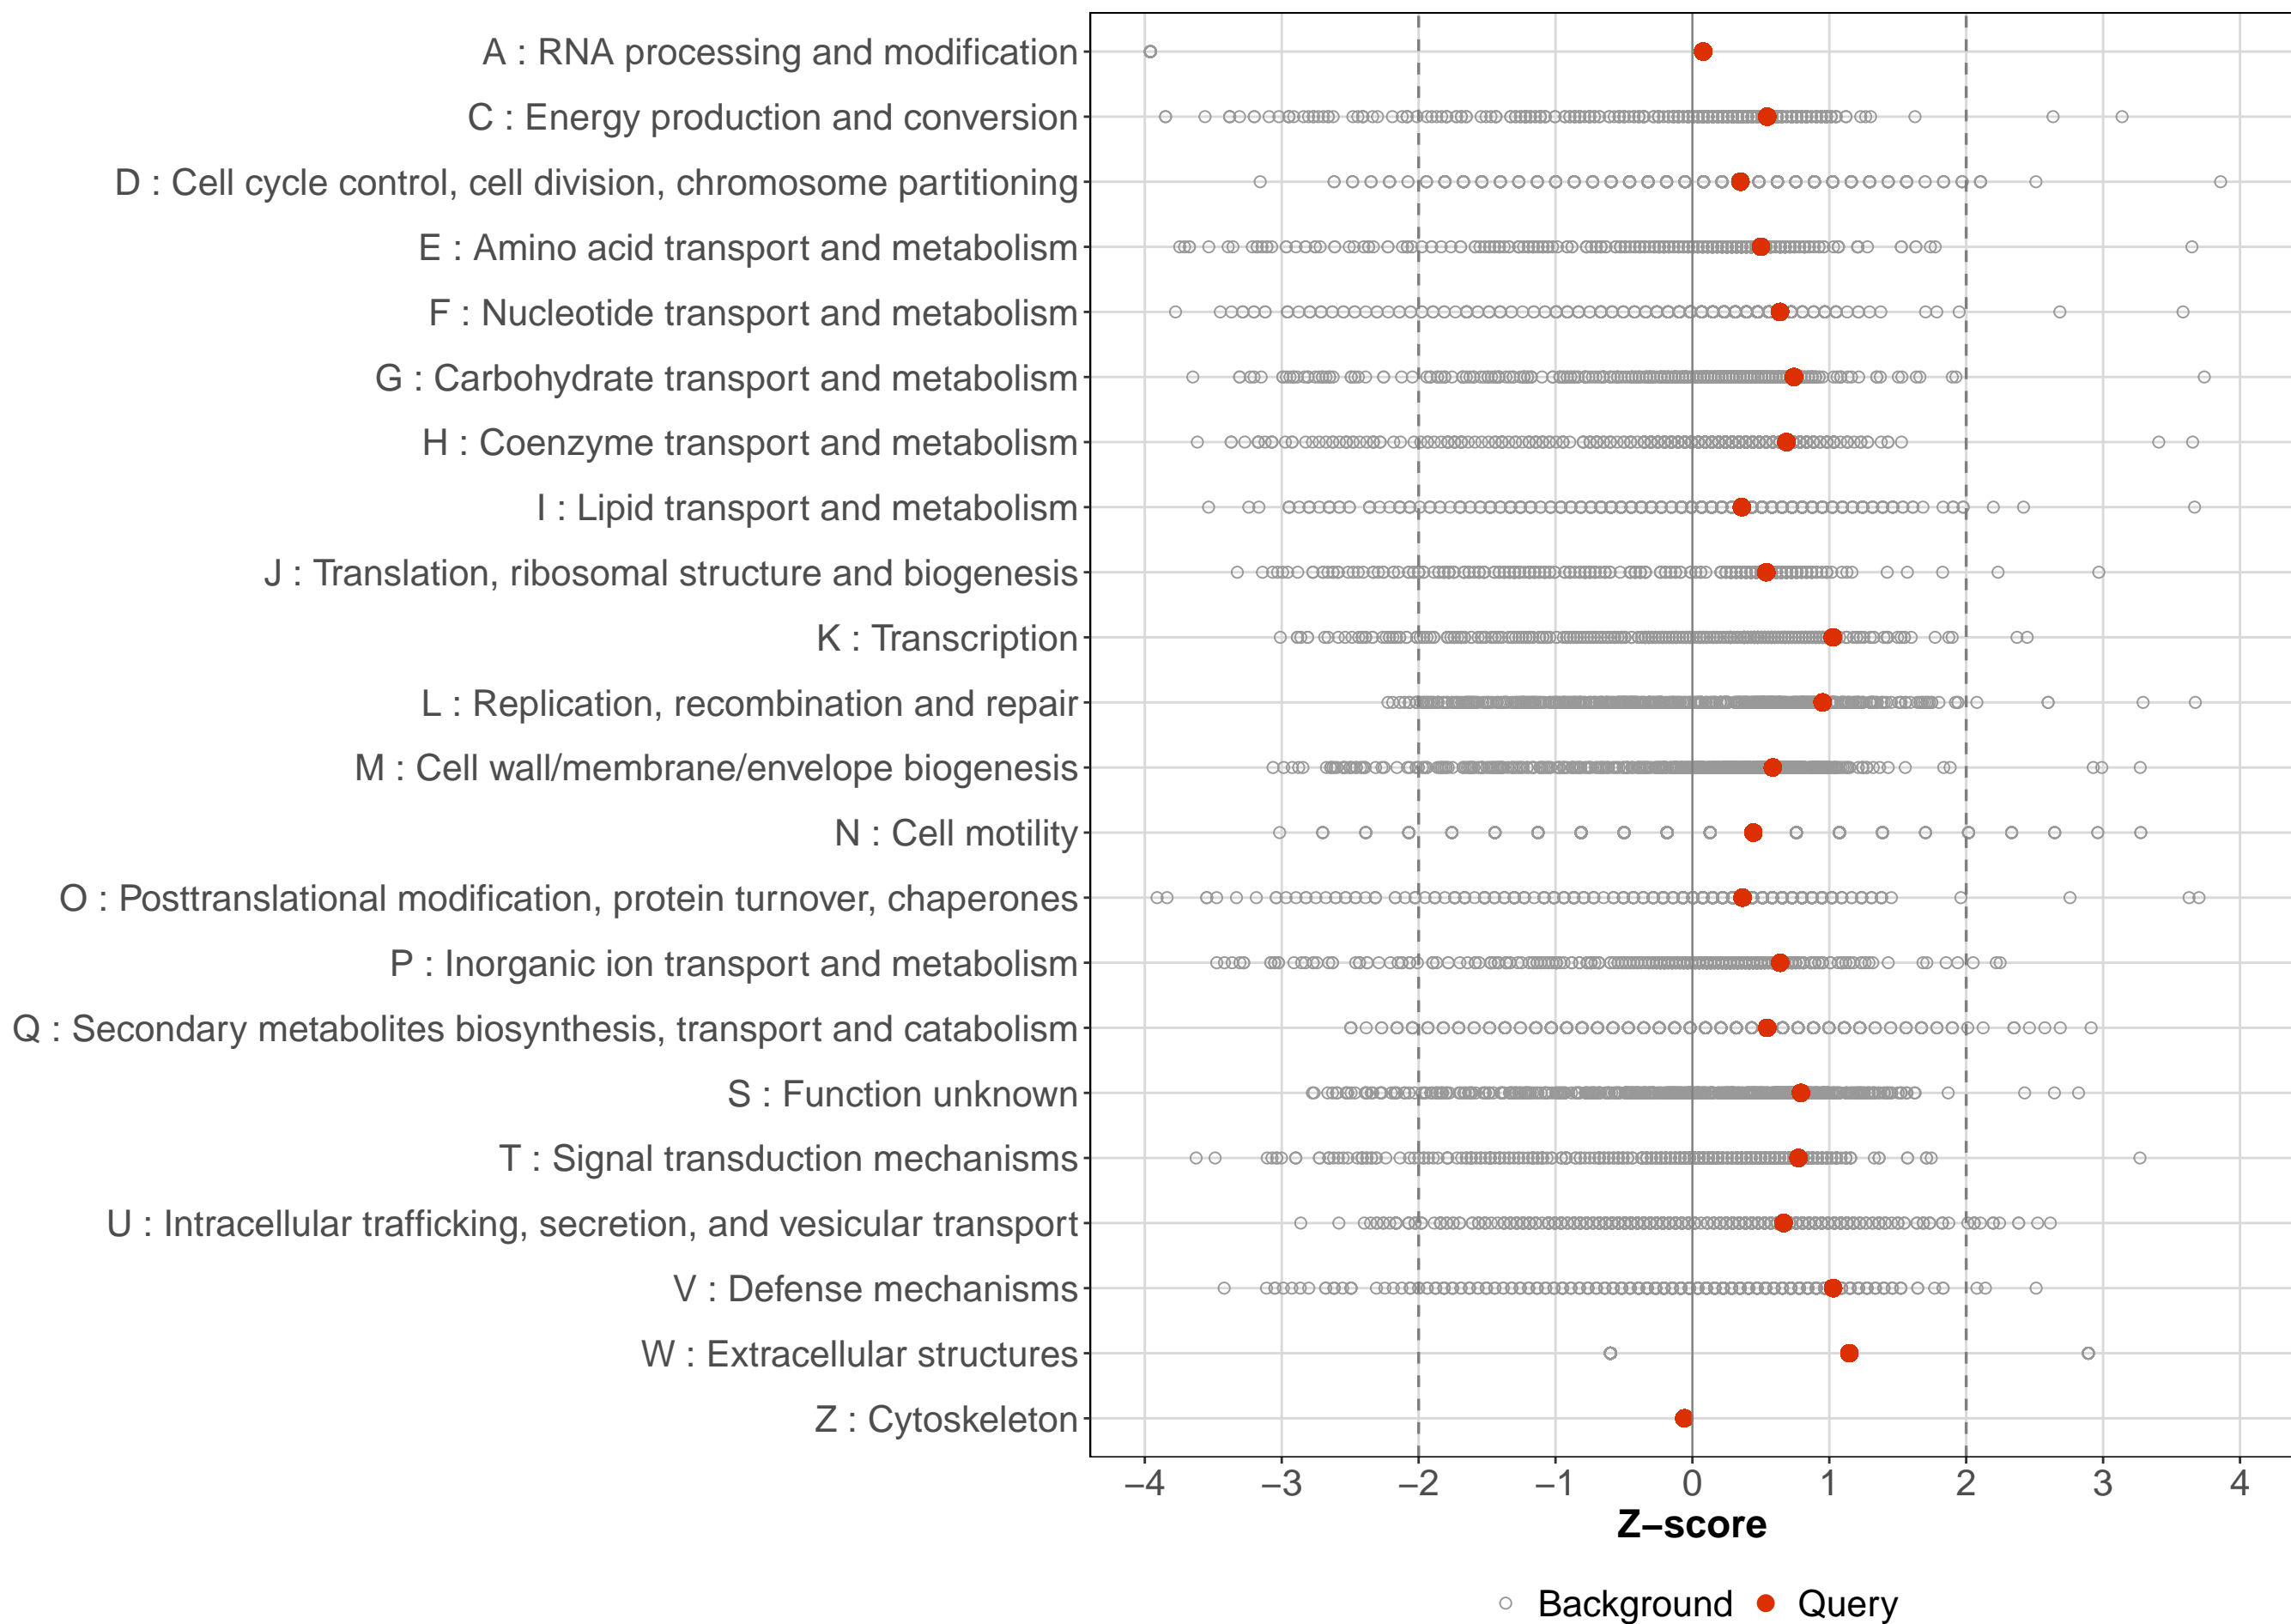 A : RNA processing and modification
C : Energy production and conversion
D : Cell cycle control, cell division, chromosome partitioning
E : Amino acid transport and metabolism
F : Nucleotide transport and metabolism
G : Carbohydrate transport and metabolism
H : Coenzyme transport and metabolism
I : Lipid transport and metabolism
J : Translation, ribosomal structure and biogenesis
K : Transcription
L : Replication, recombination and repair
M : Cell wall/membrane/envelope biogenesis
N : Cell motility
O : Posttranslational modification, protein turnover, chaperones
P : Inorganic ion transport and metabolism
Q : Secondary metabolites biosynthesis, transport and catabolism
S : Function unknown
T : Signal transduction mechanisms
U : Intracellular trafficking, secretion, and vesicular transport
V : Defense mechanisms
W : Extracellular structures
Z : Cytoskeleton
−4 −3 −2 −1 0 1 2 3 4
Z−score
Background Query